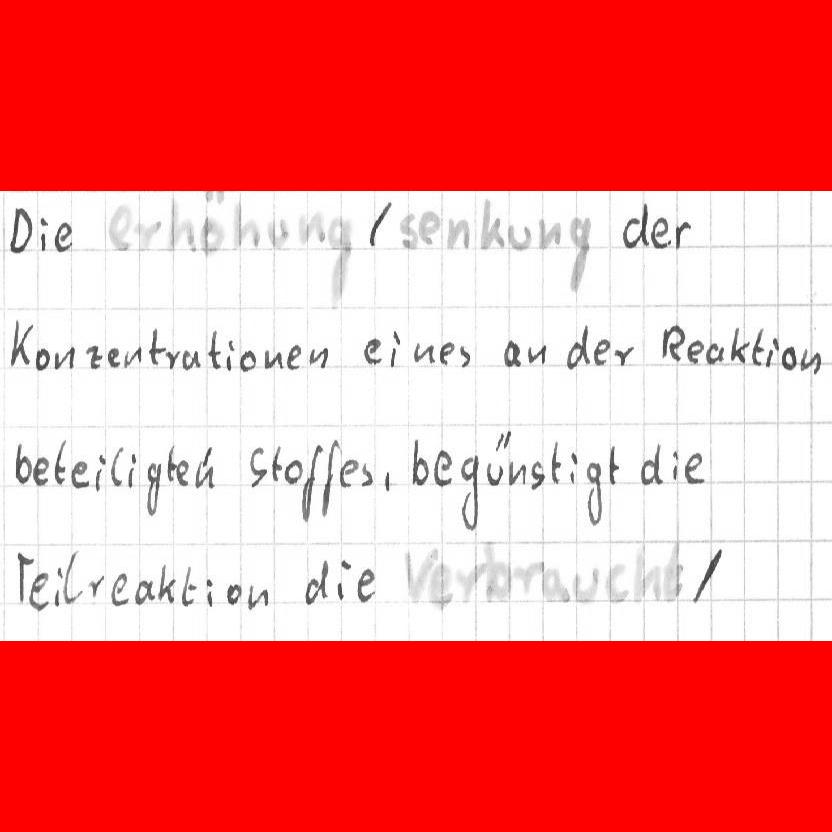 Die erhöhung / senkung der
Konzentrationen eines an der Reaktion
beteiligten Stoffes, begünstigt die
Teilreaktion die Verbraucht /